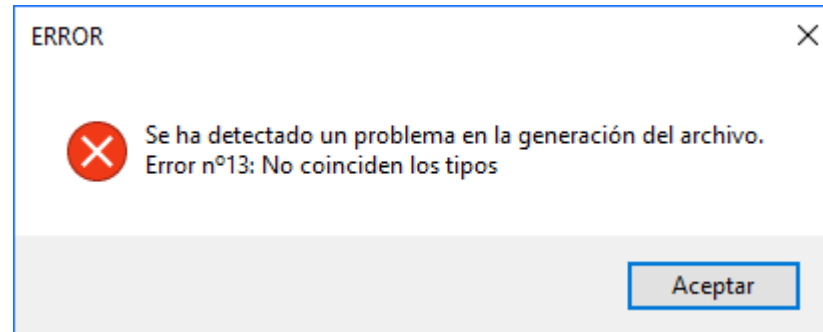 ERROR
Se ha detectado un problema en la generación del archivo.
Error nº13: No coinciden los tipos
Aceptar